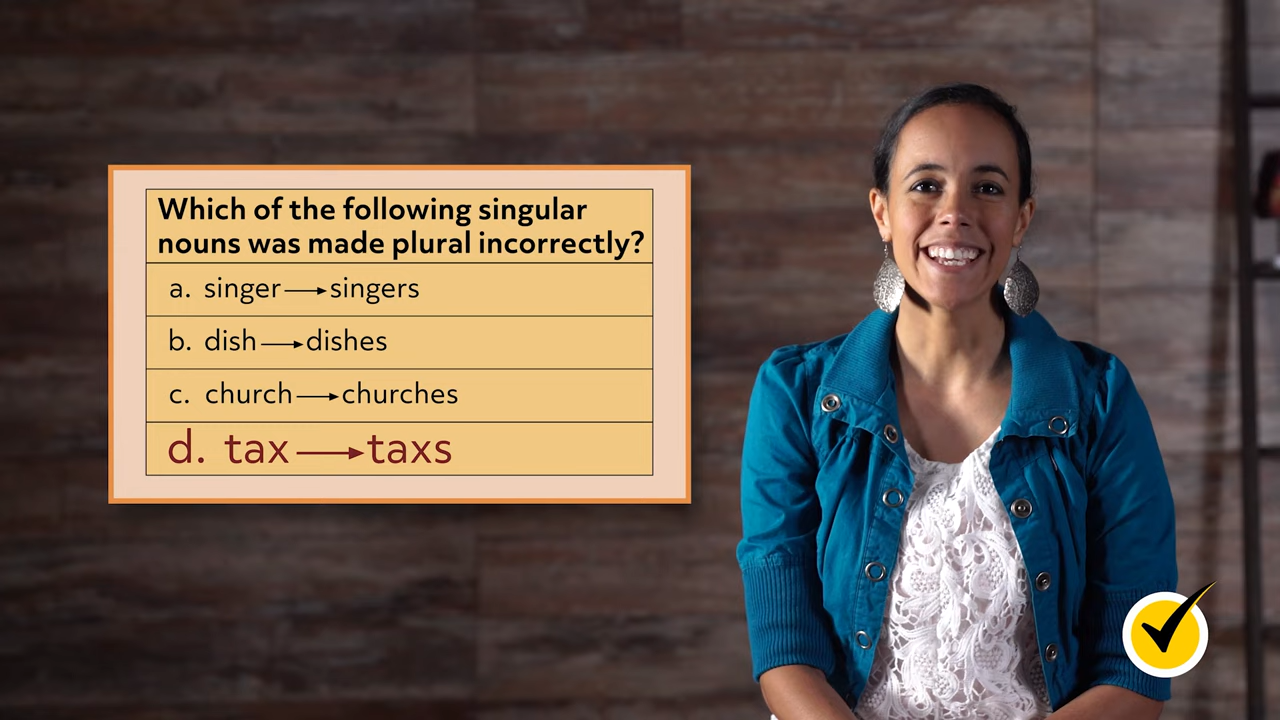 Which of the following singular
nouns was made plural incorrectly?
a. singer→singers
b. dish→dishes
c. church→churches
d. tax→taxs